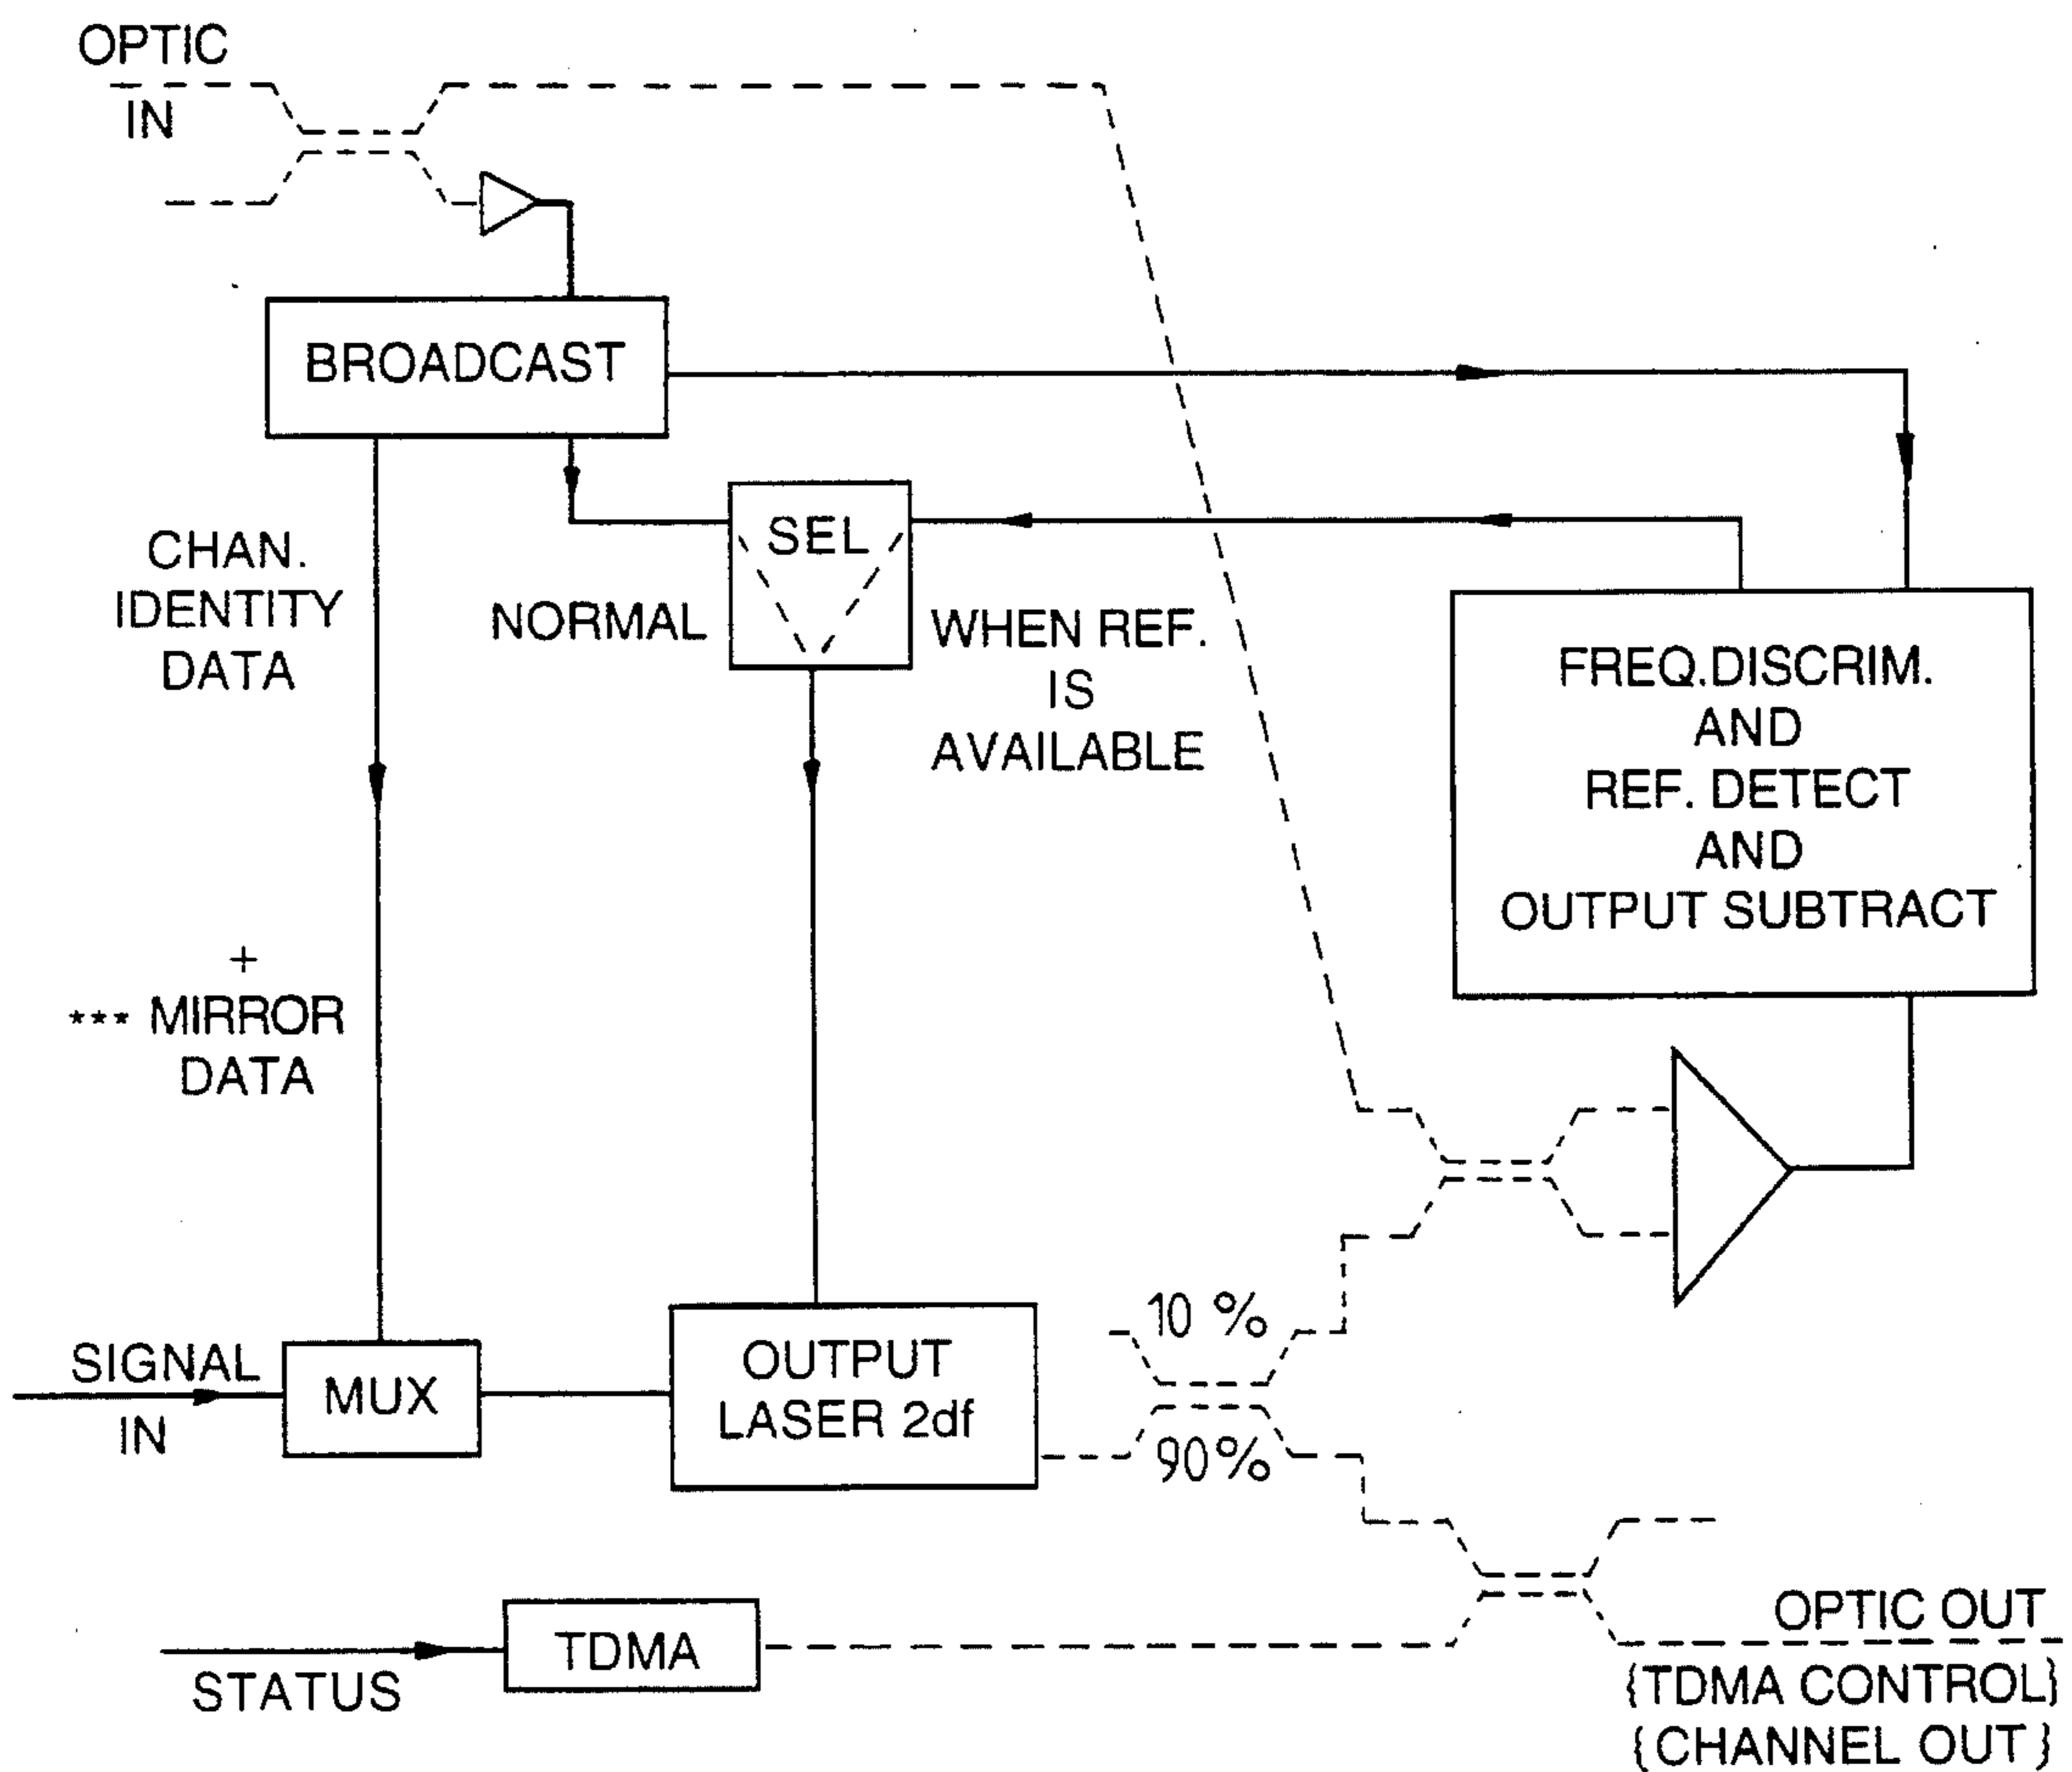 OPTIC
IN
BROADCAST
SEL
CHAN.
IDENTITY
DATA
NORMAL
WHEN REF.
IS
AVAILABLE
FREQ.DISCRIM.
AND
REF. DETECT
AND
OUTPUT SUBTRACT
+
*** MIRROR
DATA
10 %
90%
SIGNAL
IN
MUX
OUTPUT
LASER 2df
TDMA
STATUS
OPTIC OUT
{TDMA CONTROL}
{CHANNEL OUT}